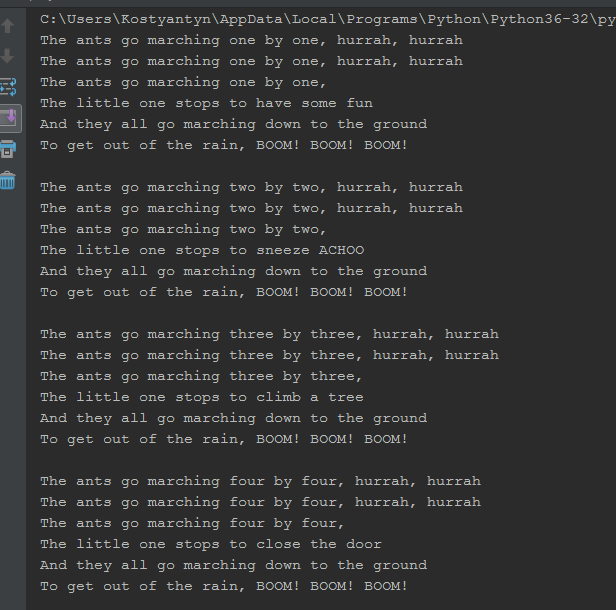 C:\Users\Kostyantyn\AppData\Local\Programs\Python\Python36-32\py
The ants go marching one by one, hurrah, hurrah
The ants go marching one by one, hurrah, hurrah
The ants go marching one by one,
The little one stops to have some fun
And they all go marching down to the ground
To get out of the rain, BOOM! BOOM! BOOM!

The ants go marching two by two, hurrah, hurrah
The ants go marching two by two, hurrah, hurrah
The ants go marching two by two,
The little one stops to sneeze ACHOO
And they all go marching down to the ground
To get out of the rain, BOOM! BOOM! BOOM!

The ants go marching three by three, hurrah, hurrah
The ants go marching three by three, hurrah, hurrah
The ants go marching three by three,
The little one stops to climb a tree
And they all go marching down to the ground
To get out of the rain, BOOM! BOOM! BOOM!

The ants go marching four by four, hurrah, hurrah
The ants go marching four by four, hurrah, hurrah
The ants go marching four by four,
The little one stops to close the door
And they all go marching down to the ground
To get out of the rain, BOOM! BOOM! BOOM!